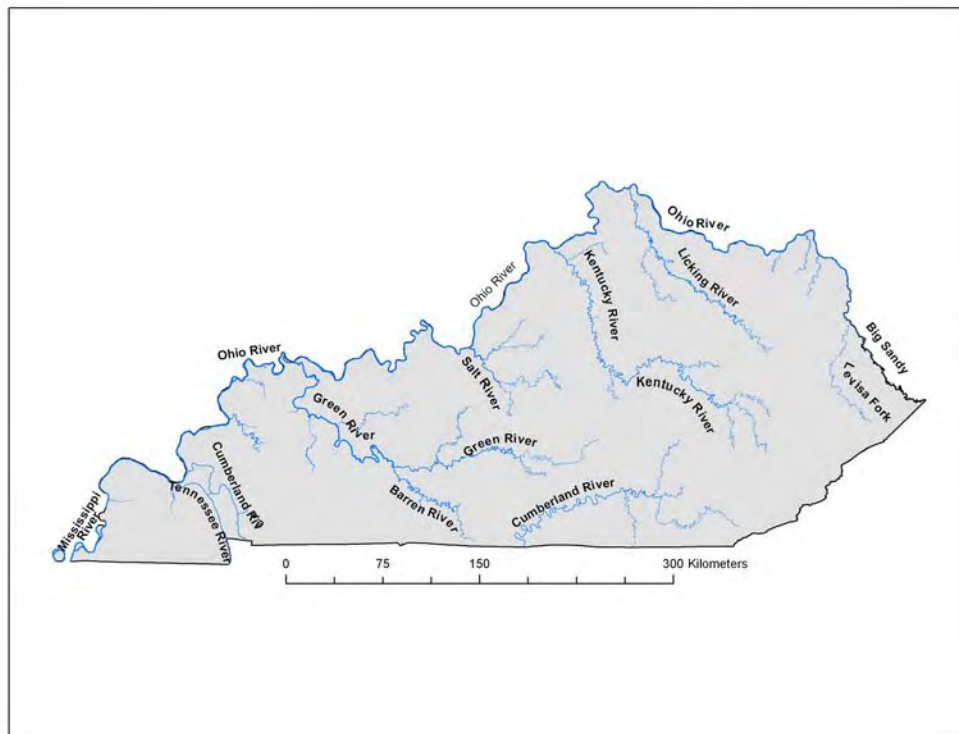 Ohio River
Ohio River
Kentucky River
Licking River
Big Sandy
Levisa Fork
Ohio River
Salt River
Kentucky River
Green River
Green River
Cumberland
Barren River
Cumberland River
Tennessee River
Mississippi
River
0 75 150 300 Kilometers